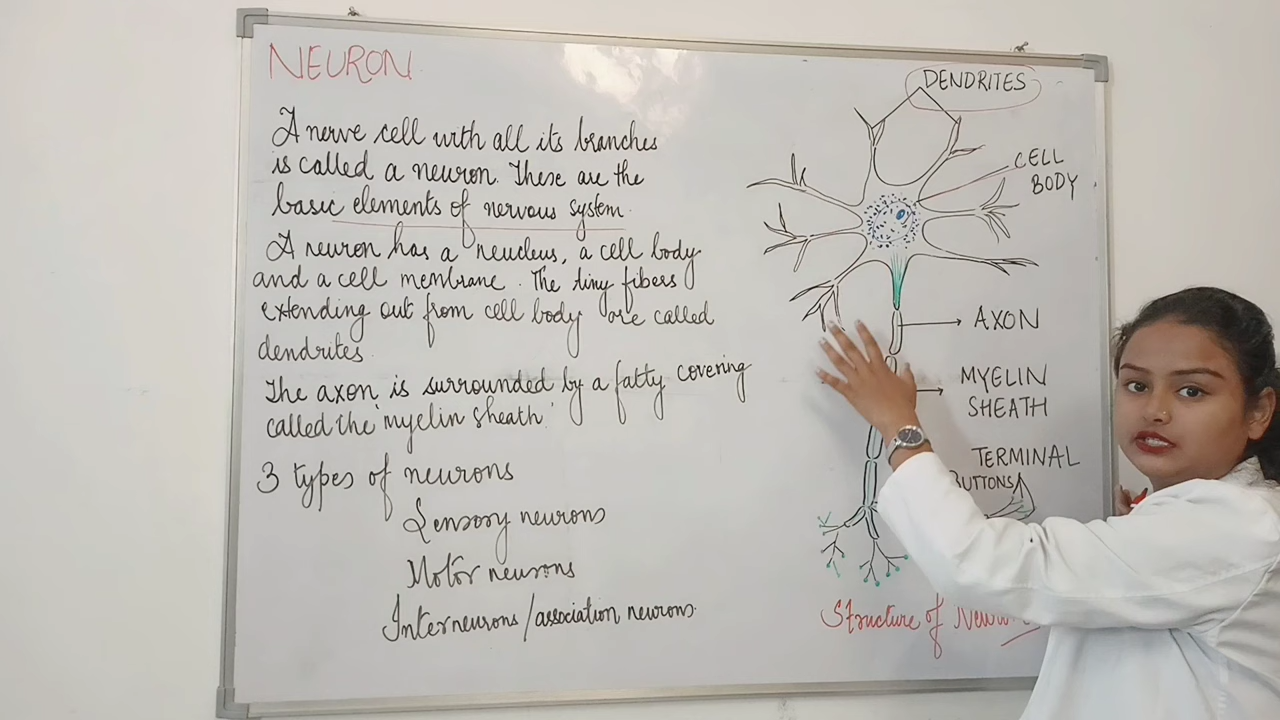 NEURON
A nerve cell with all its branches
is called a neuron. These are the
basic elements of nervous system.
A neuron has a neucleus, a cell body
and a cell membrane. The tiny fibers
extending out from cell body are called
dendrites.
The axon is surrounded by a fatty covering
called the 'myelin sheath'
3 types of neurons
Sensory neurons
Motor neurons
Interneurons/association neurons.
DENDRITES
CELL
BODY
AXON
MYELIN
SHEATH
TERMINAL
BUTTONS
Structure of